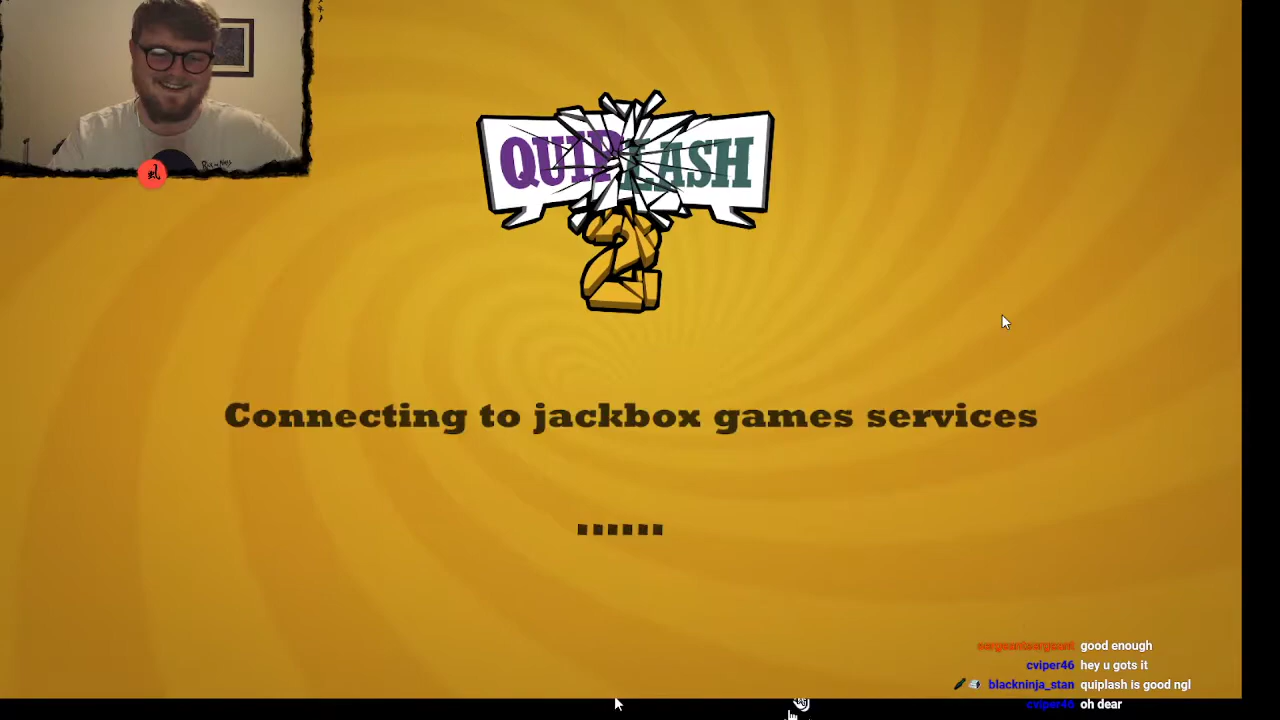 QUIPLASH
2
Connecting to jackbox games services
good enough
cviper46 hey u gots it
blackninja_stan quiplash is good ngl
cviper46 oh dear